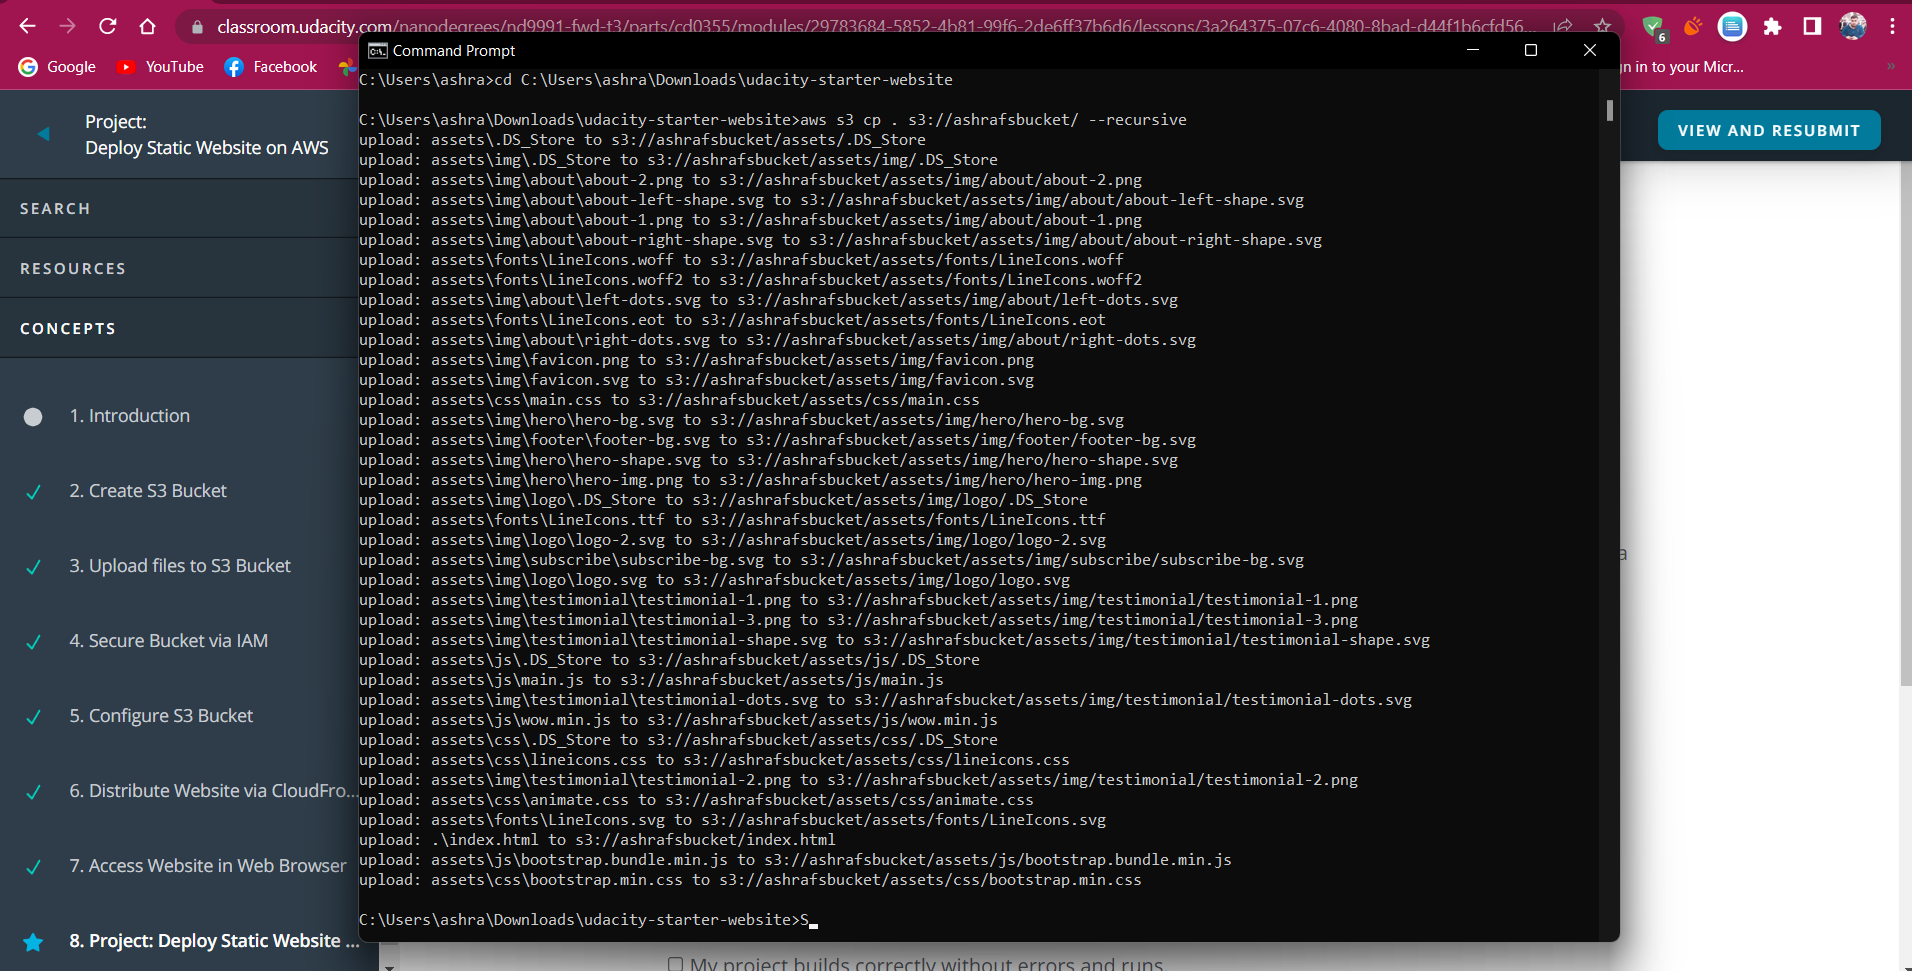 classroom.udacity.com/nanodegrees/nd9991-fwd-t3/parts/cd0355/modules/29783684-5852-4b81-99f6-2de6ff37b6d6/lessons/3a264375-07c6-4080-8bad-d44f1b6cfd56...
6
Google
YouTube
Facebook
n in to your Micr...
»
Project:
Deploy Static Website on AWS
VIEW AND RESUBMIT
SEARCH
RESOURCES
CONCEPTS
1. Introduction
2. Create S3 Bucket
3. Upload files to S3 Bucket
4. Secure Bucket via IAM
5. Configure S3 Bucket
6. Distribute Website via CloudFro...
7. Access Website in Web Browser
8. Project: Deploy Static Website ...
Command Prompt
C:\Users\ashra>cd C:\Users\ashra\Downloads\udacity-starter-website
C:\Users\ashra\Downloads\udacity-starter-website>aws s3 cp . s3://ashrafsbucket/ --recursive
upload: assets\.DS_Store to s3://ashrafsbucket/assets/.DS_Store
upload: assets\img\.DS_Store to s3://ashrafsbucket/assets/img/.DS_Store
upload: assets\img\about\about-2.png to s3://ashrafsbucket/assets/img/about/about-2.png
upload: assets\img\about\about-left-shape.svg to s3://ashrafsbucket/assets/img/about/about-left-shape.svg
upload: assets\img\about\about-1.png to s3://ashrafsbucket/assets/img/about/about-1.png
upload: assets\img\about\about-right-shape.svg to s3://ashrafsbucket/assets/img/about/about-right-shape.svg
upload: assets\fonts\LineIcons.woff to s3://ashrafsbucket/assets/fonts/LineIcons.woff
upload: assets\fonts\LineIcons.woff2 to s3://ashrafsbucket/assets/fonts/LineIcons.woff2
upload: assets\img\about\left-dots.svg to s3://ashrafsbucket/assets/img/about/left-dots.svg
upload: assets\fonts\LineIcons.eot to s3://ashrafsbucket/assets/fonts/LineIcons.eot
upload: assets\img\about\right-dots.svg to s3://ashrafsbucket/assets/img/about/right-dots.svg
upload: assets\img\favicon.png to s3://ashrafsbucket/assets/img/favicon.png
upload: assets\img\favicon.svg to s3://ashrafsbucket/assets/img/favicon.svg
upload: assets\css\main.css to s3://ashrafsbucket/assets/css/main.css
upload: assets\img\hero\hero-bg.svg to s3://ashrafsbucket/assets/img/hero/hero-bg.svg
upload: assets\img\footer\footer-bg.svg to s3://ashrafsbucket/assets/img/footer/footer-bg.svg
upload: assets\img\hero\hero-shape.svg to s3://ashrafsbucket/assets/img/hero/hero-shape.svg
upload: assets\img\hero\hero-img.png to s3://ashrafsbucket/assets/img/hero/hero-img.png
upload: assets\img\logo\.DS_Store to s3://ashrafsbucket/assets/img/logo/.DS_Store
upload: assets\fonts\LineIcons.ttf to s3://ashrafsbucket/assets/fonts/LineIcons.ttf
upload: assets\img\logo\logo-2.svg to s3://ashrafsbucket/assets/img/logo/logo-2.svg
upload: assets\img\subscribe\subscribe-bg.svg to s3://ashrafsbucket/assets/img/subscribe/subscribe-bg.svg
upload: assets\img\logo\logo.svg to s3://ashrafsbucket/assets/img/logo/logo.svg
upload: assets\img\testimonial\testimonial-1.png to s3://ashrafsbucket/assets/img/testimonial/testimonial-1.png
upload: assets\img\testimonial\testimonial-3.png to s3://ashrafsbucket/assets/img/testimonial/testimonial-3.png
upload: assets\img\testimonial\testimonial-shape.svg to s3://ashrafsbucket/assets/img/testimonial/testimonial-shape.svg
upload: assets\js\.DS_Store to s3://ashrafsbucket/assets/js/.DS_Store
upload: assets\js\main.js to s3://ashrafsbucket/assets/js/main.js
upload: assets\img\testimonial\testimonial-dots.svg to s3://ashrafsbucket/assets/img/testimonial/testimonial-dots.svg
upload: assets\js\wow.min.js to s3://ashrafsbucket/assets/js/wow.min.js
upload: assets\css\.DS_Store to s3://ashrafsbucket/assets/css/.DS_Store
upload: assets\css\lineicons.css to s3://ashrafsbucket/assets/css/lineicons.css
upload: assets\img\testimonial\testimonial-2.png to s3://ashrafsbucket/assets/img/testimonial/testimonial-2.png
upload: assets\css\animate.css to s3://ashrafsbucket/assets/css/animate.css
upload: assets\fonts\LineIcons.svg to s3://ashrafsbucket/assets/fonts/LineIcons.svg
upload: .\index.html to s3://ashrafsbucket/index.html
upload: assets\js\bootstrap.bundle.min.js to s3://ashrafsbucket/assets/js/bootstrap.bundle.min.js
upload: assets\css\bootstrap.min.css to s3://ashrafsbucket/assets/css/bootstrap.min.css
C:\Users\ashra\Downloads\udacity-starter-website>S
a
My project builds correctly without errors and runs.